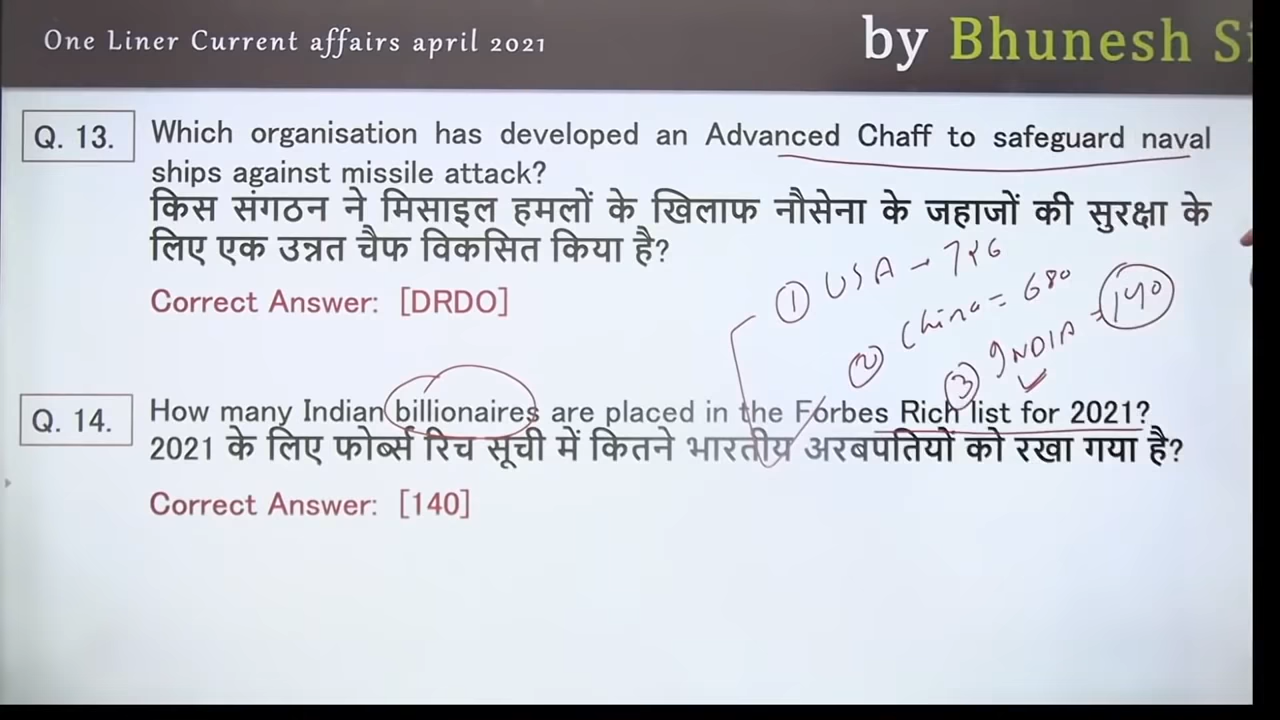 One Liner Current affairs april 2021
by Bhunesh
Q. 13.
Which organisation has developed an Advanced Chaff to safeguard naval
ships against missile attack?
किस संगठन ने मिसाइल हमलों के खिलाफ नौसेना के जहाजों की सुरक्षा के
लिए एक उन्नत चैफ विकसित किया है?
Correct Answer: [DRDO]
1 USA -
2 China = 680
3 INDIA = 140
Q. 14.
How many Indian billionaires are placed in the Forbes Rich list for 2021?
2021 के लिए फोर्ब्स रिच सूची में कितने भारतीय अरबपतियों को रखा गया है?
Correct Answer: [140]